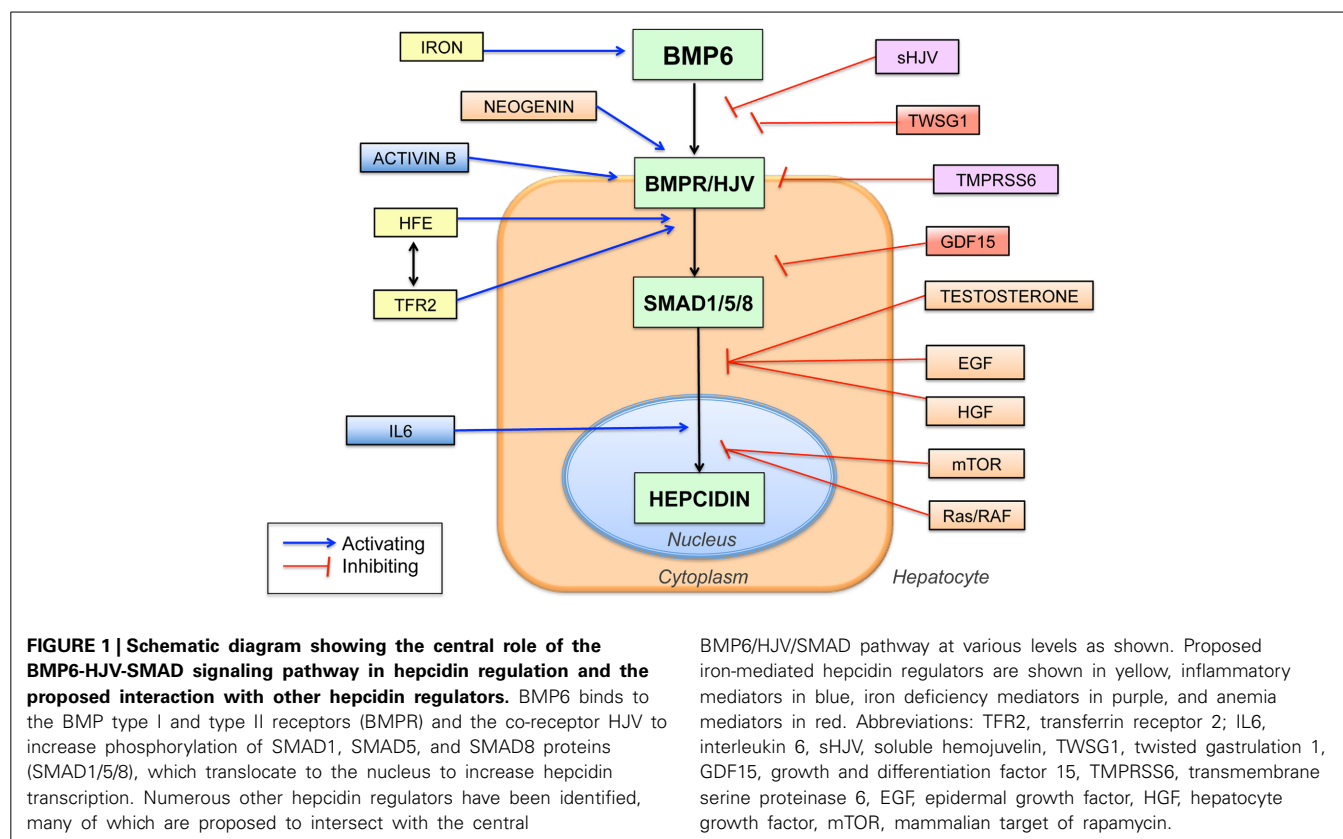 IRON
BMP6
sHJV
NEOGENIN
TWSG1
ACTIVIN B
BMPR/HJV
TMPRSS6
HFE
GDF15
TFR2
SMAD1/5/8
TESTOSTERONE
EGF
HGF
IL6
mTOR
HEPCIDIN
Ras/RAF
Nucleus
Activating
Inhibiting
Cytoplasm
Hepatocyte
FIGURE 1 | Schematic diagram showing the central role of the
BMP6-HJV-SMAD signaling pathway in hepcidin regulation and the
proposed interaction with other hepcidin regulators. BMP6 binds to
the BMP type I and type II receptors (BMPR) and the co-receptor HJV to
increase phosphorylation of SMAD1, SMAD5, and SMAD8 proteins
(SMAD1/5/8), which translocate to the nucleus to increase hepcidin
transcription. Numerous other hepcidin regulators have been identified,
many of which are proposed to intersect with the central
BMP6/HJV/SMAD pathway at various levels as shown. Proposed
iron-mediated hepcidin regulators are shown in yellow, inflammatory
mediators in blue, iron deficiency mediators in purple, and anemia
mediators in red. Abbreviations: TFR2, transferrin receptor 2; IL6,
interleukin 6, sHJV, soluble hemojuvelin, TWSG1, twisted gastrulation 1,
GDF15, growth and differentiation factor 15, TMPRSS6, transmembrane
serine proteinase 6, EGF, epidermal growth factor, HGF, hepatocyte
growth factor, mTOR, mammalian target of rapamycin.